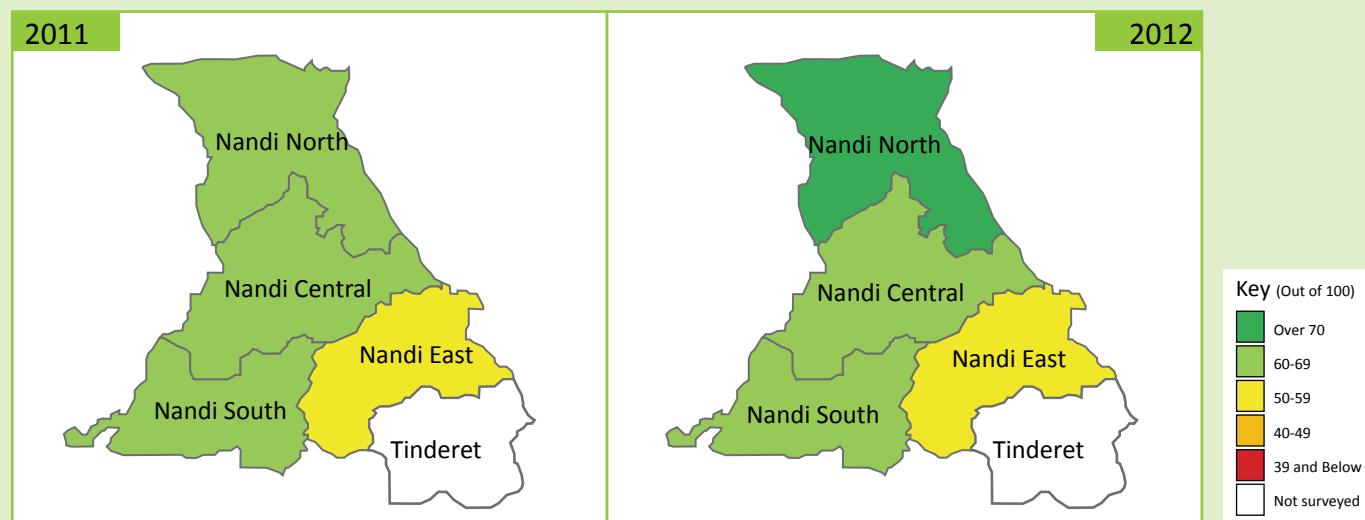 2011
Nandi North
Nandi Central
Nandi East
Nandi South
Tinderet
2012
Nandi North
Nandi Central
Nandi East
Nandi South
Tinderet
Key (Out of 100)
Over 70
60-69
50-59
40-49
39 and Below
Not surveyed